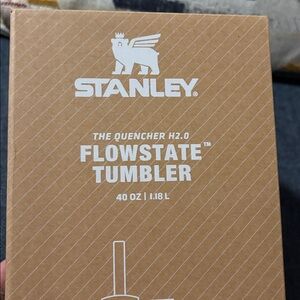 STANLEY®
THE QUENCHER H2.0
FLOWSTATE™
TUMBLER
40 OZ | 1.18 L